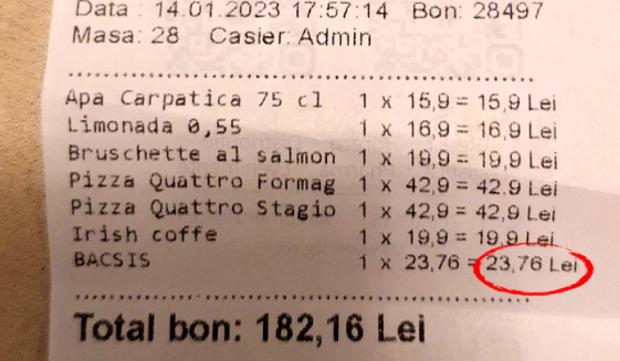 Data : 14.01.2023 17:57:14 Bon: 28497
Masa: 28 Casier: Admin
Apa Carpatica 75 cl 1 x 15,9 = 15,9 Lei
Limonada 0,55 1 x 16,9 = 16,9 Lei
Bruschette al salmon 1 x 19,9 = 19,9 Lei
Pizza Quattro Formag 1 x 42,9 = 42,9 Lei
Pizza Quattro Stagio 1 x 42,9 = 42,9 Lei
Irish coffe 1 x 19,9 = 19,9 Lei
BACSIS 1 x 23,76 = 23,76 Lei
Total bon: 182,16 Lei